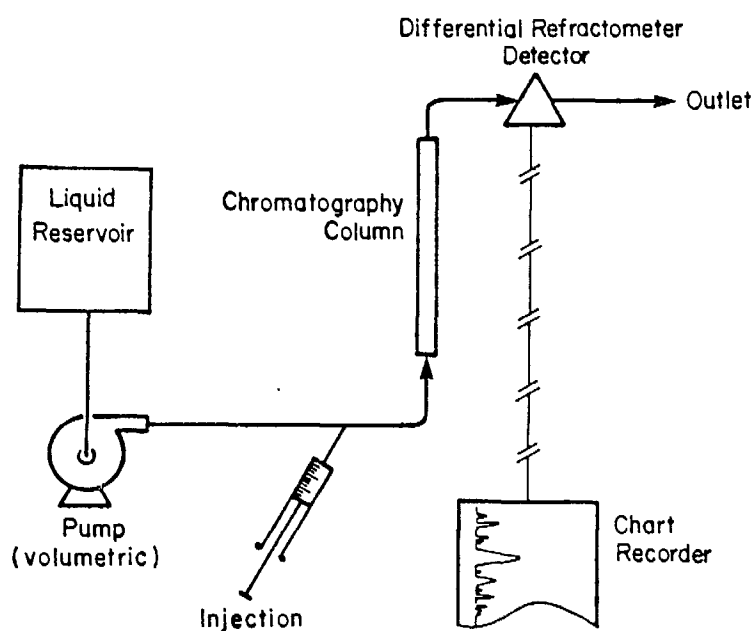 Differential Refractometer
Detector
Outlet
Liquid
Reservoir
Chromatography
Column
Pump
(volumetric)
Injection
Chart
Recorder